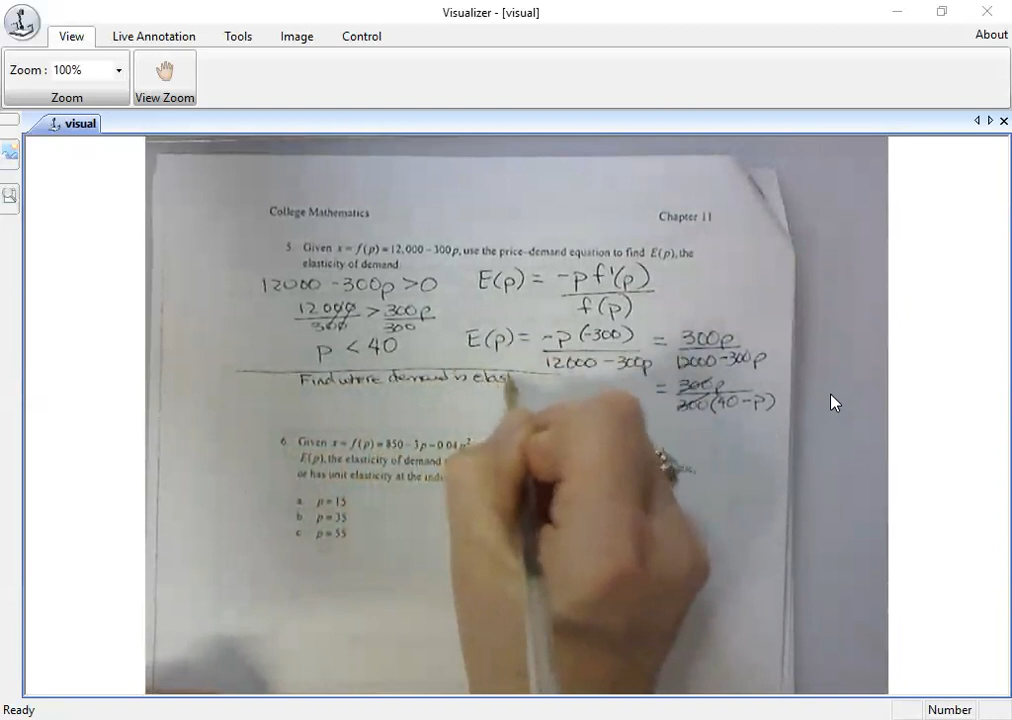 Visualizer - [visual]
View Live Annotation Tools Image Control About
Zoom : 100%
Zoom View Zoom
visual
College Mathematics Chapter 11
5. Given x = f(p) = 12,000 − 300p, use the price-demand equation to find E(p), the
elasticity of demand
12000 - 300p > 0
12000 > 300p
300 300
p < 40
E(p) = -p f'(p)
f(p)
E(p) = -p (-300) = 300p
12000 - 300p 12000 - 300p
= 300p
300(40-p)
Find where demand is elast
6. Given x = f(p) = 850 − 3p − 0.04p²
E(p), the elasticity of demand
or has unit elasticity at the
a. p = 15
b. p = 35
c. p = 55
Ready Number